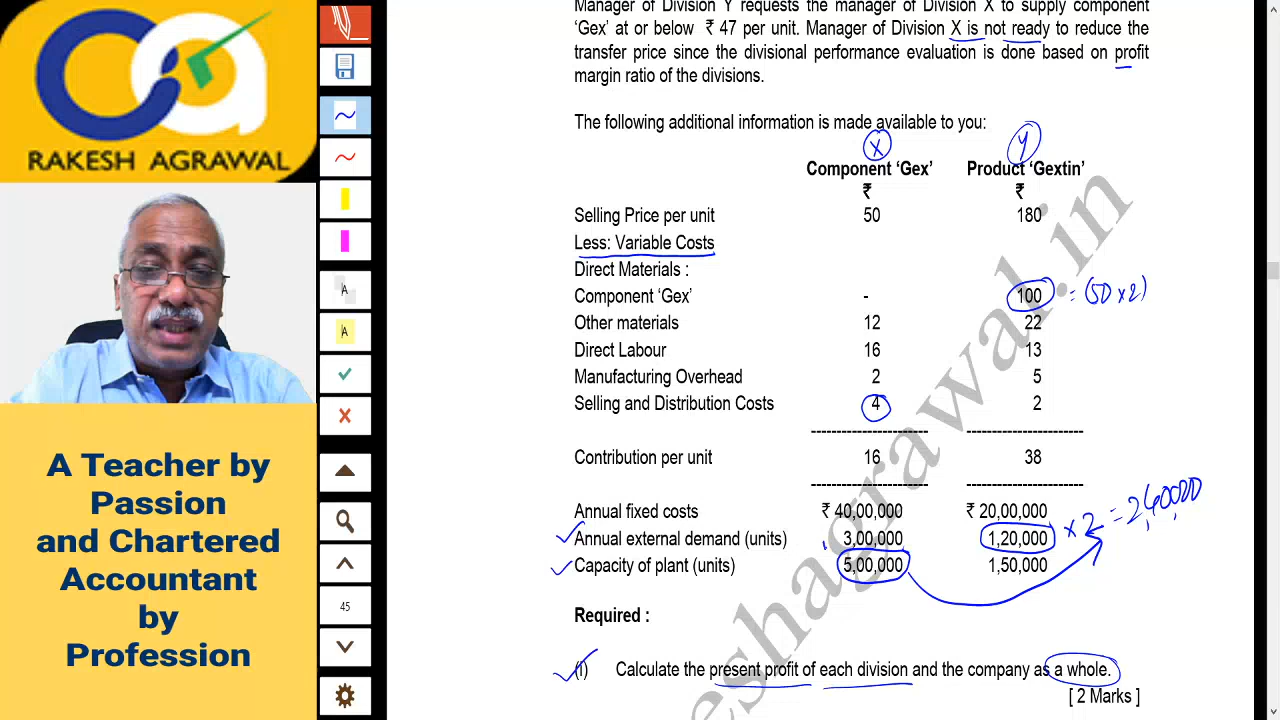 Manager of Division Y requests the manager of Division X to supply component
'Gex' at or below ₹ 47 per unit. Manager of Division X is not ready to reduce the
transfer price since the divisional performance evaluation is done based on profit
margin ratio of the divisions.
RAKESH AGRAWAL
The following additional information is made available to you:
X Y
Component 'Gex' Product 'Gextin'
₹ ₹
Selling Price per unit 50 180
Less: Variable Costs
Direct Materials :
Component 'Gex' - 100 = (50 x 2)
Other materials 12 22
Direct Labour 16 13
Manufacturing Overhead 2 5
Selling and Distribution Costs 4 2
Contribution per unit 16 38
Annual fixed costs ₹ 40,00,000 ₹ 20,00,000
Annual external demand (units) 3,00,000 1,20,000 x 2 = 2,40,000
Capacity of plant (units) 5,00,000 1,50,000
Required :
(i) Calculate the present profit of each division and the company as a whole.
[ 2 Marks ]
A
A
45
A Teacher by
Passion
and Chartered
Accountant
by
Profession
eshagrawal.in